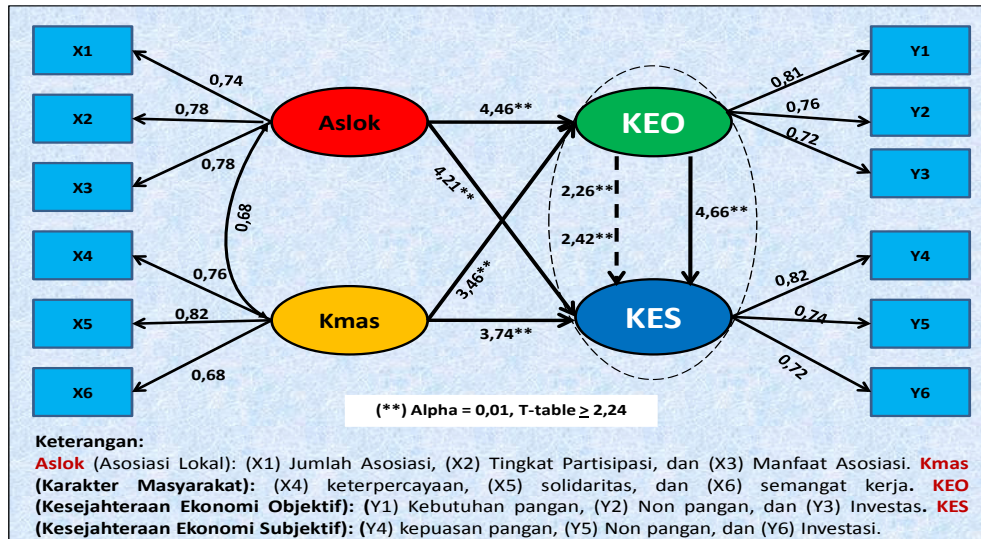 X1
X2
X3
X4
X5
X6
0,74
0,78
0,78
0,68
0,76
0,82
0,68
Aslok
Kmas
4,46**
4,21**
3,46**
3,74**
KEO
KES
2,26**
2,42**
4,66**
0,81
0,76
0,72
0,82
0,74
0,72
Y1
Y2
Y3
Y4
Y5
Y6
(**) Alpha = 0,01, T-table ≥ 2,24
Keterangan:
Aslok (Asosiasi Lokal): (X1) Jumlah Asosiasi, (X2) Tingkat Partisipasi, dan (X3) Manfaat Asosiasi. Kmas
(Karakter Masyarakat): (X4) keterpercayaan, (X5) solidaritas, dan (X6) semangat kerja. KEO
(Kesejahteraan Ekonomi Objektif): (Y1) Kebutuhan pangan, (Y2) Non pangan, dan (Y3) Investas. KES
(Kesejahteraan Ekonomi Subjektif): (Y4) kepuasan pangan, (Y5) Non pangan, dan (Y6) Investasi.